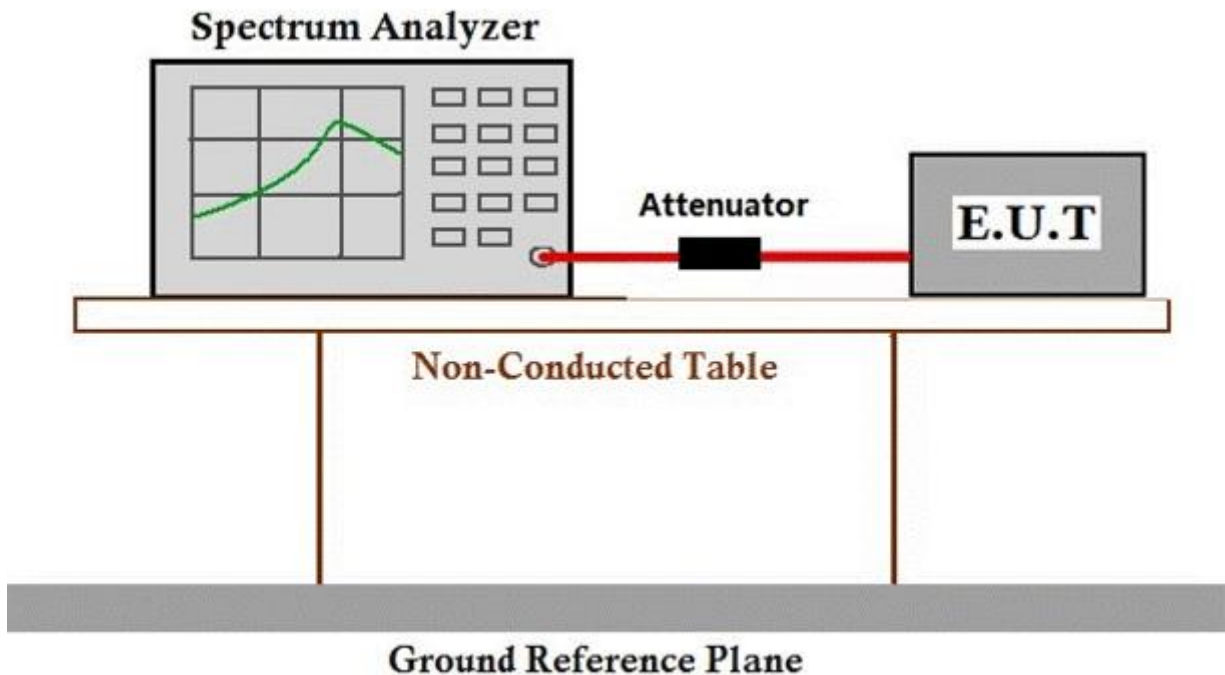 Spectrum Analyzer
Attenuator
E.U.T
Non-Conducted Table
Ground Reference Plane